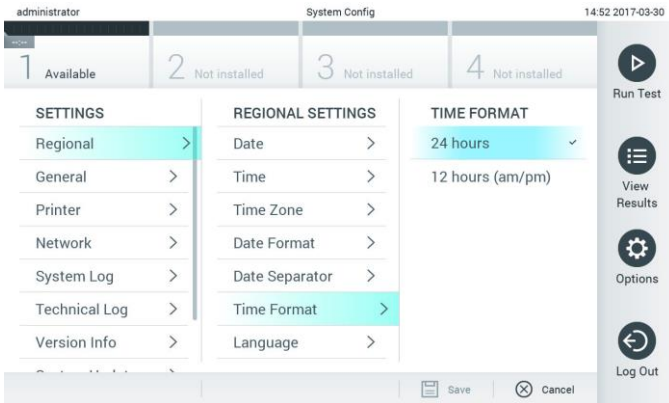 administrator System Config 14:52 2017-03-30
1 Available 2 Not installed 3 Not installed 4 Not installed
Run Test
SETTINGS REGIONAL SETTINGS TIME FORMAT
Regional Date 24 hours
General Time 12 hours (am/pm)
View
Results
Printer Time Zone
Network Date Format
System Log Date Separator
Options
Technical Log Time Format
Version Info Language
Log Out
Save Cancel